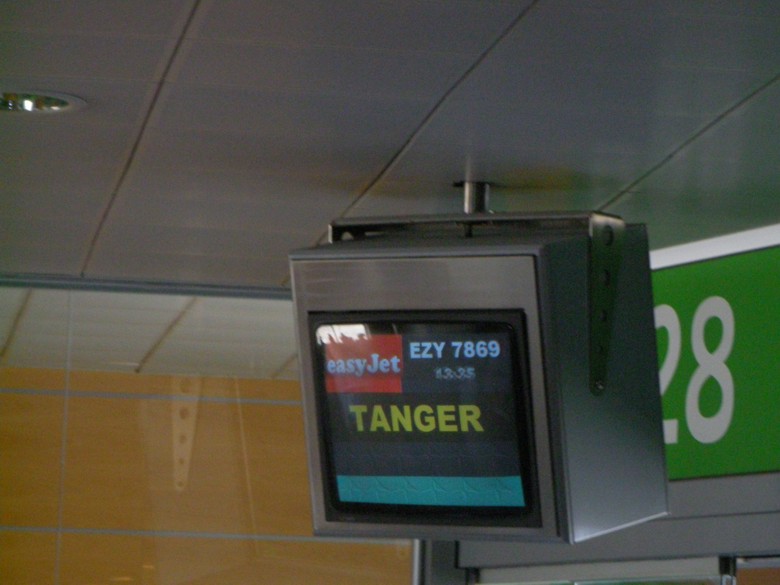 easyJet
EZY 7869
13:35
TANGER
28